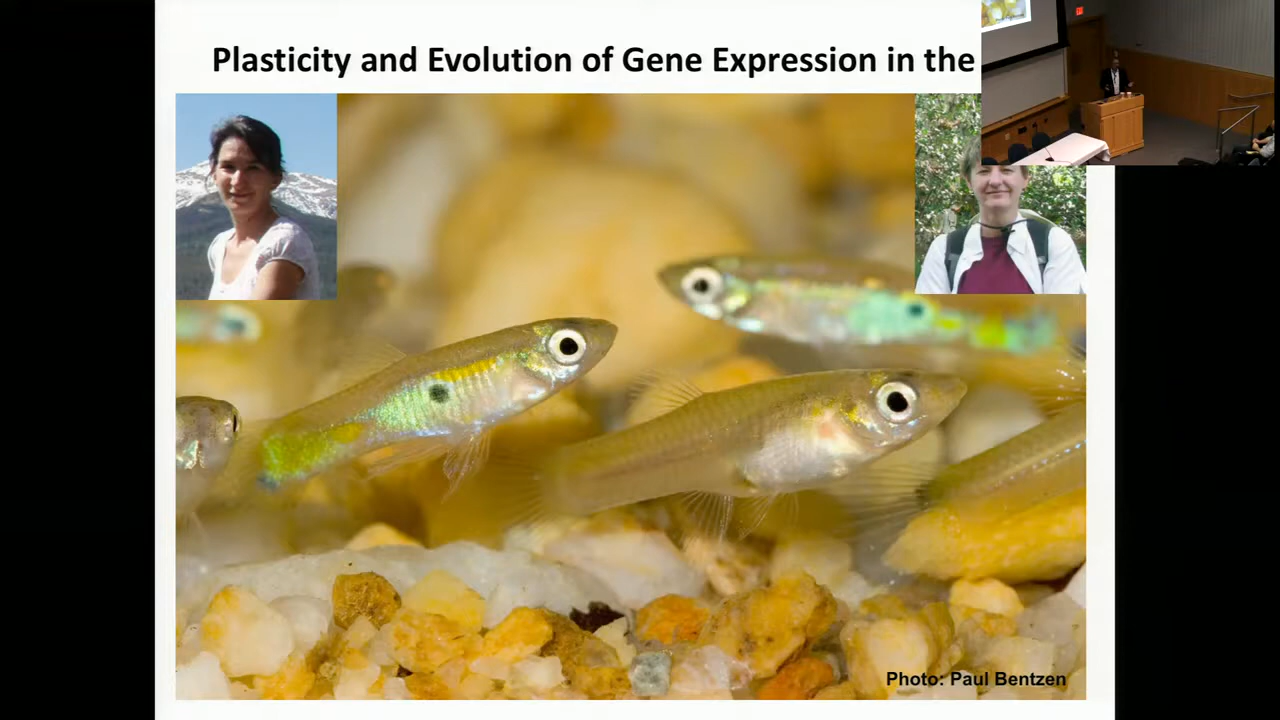 Plasticity and Evolution of Gene Expression in the
Photo: Paul Bentzen